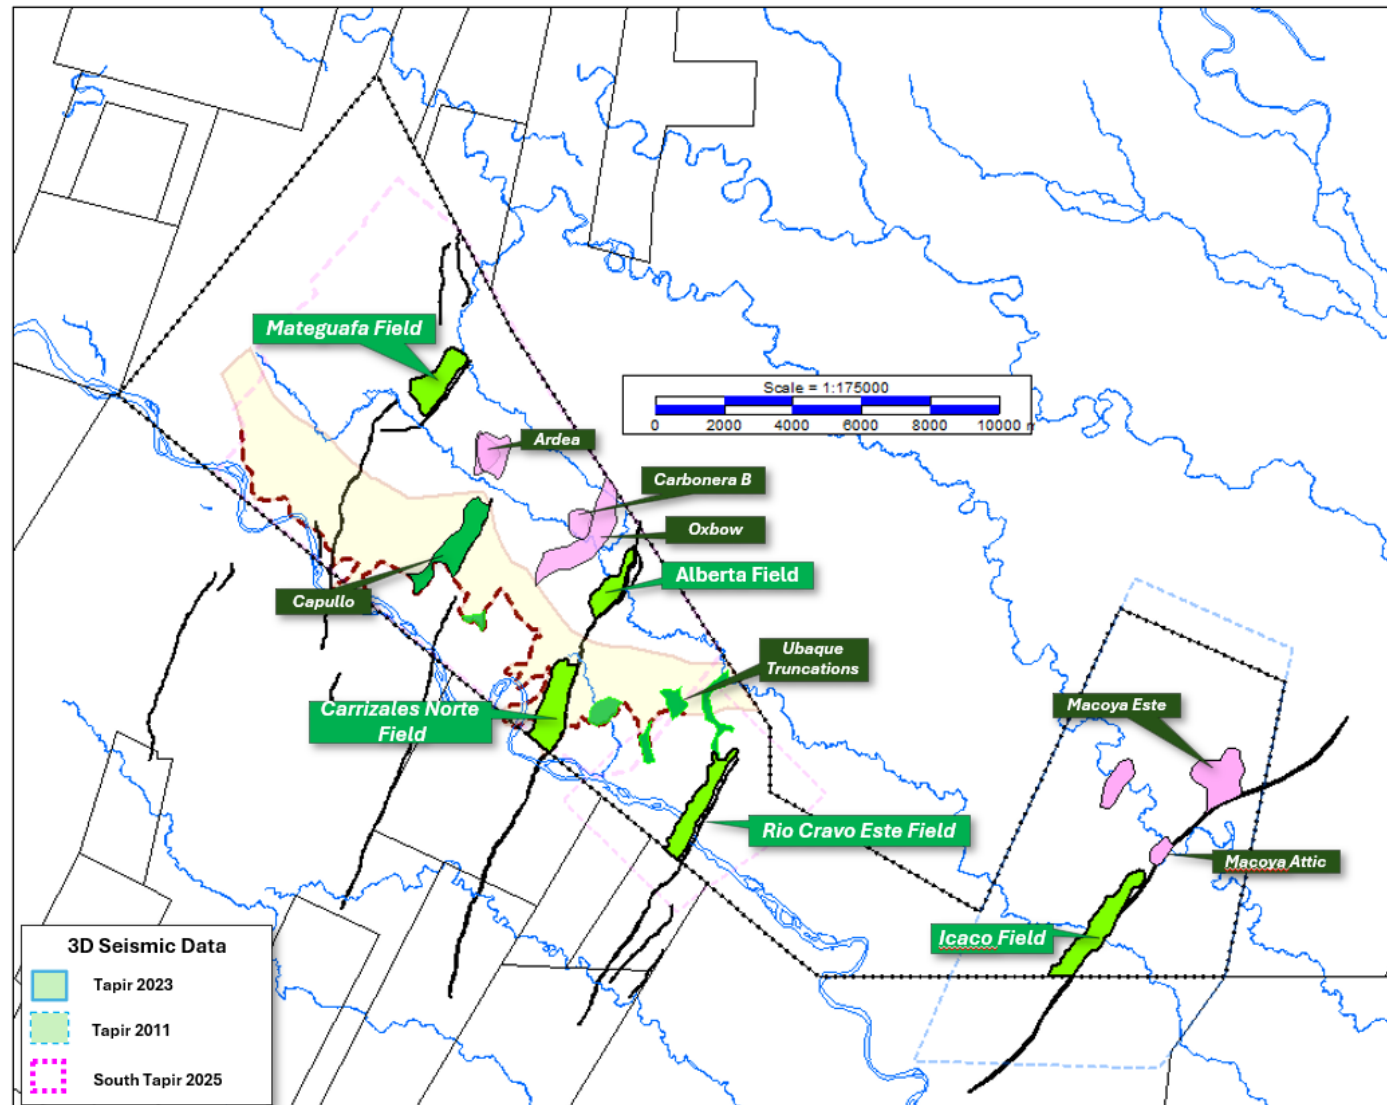 Mateguafa Field
Scale = 1:175000
0 2000 4000 6000 8000 10000 m
Ardea
Carbonera B
Oxbow
Alberta Field
Capullo
Ubaque
Truncations
Carrizales Norte
Field
Macoya Este
Rio Cravo Este Field
Macoya Attic
Icaco Field
3D Seismic Data
Tapir 2023
Tapir 2011
South Tapir 2025